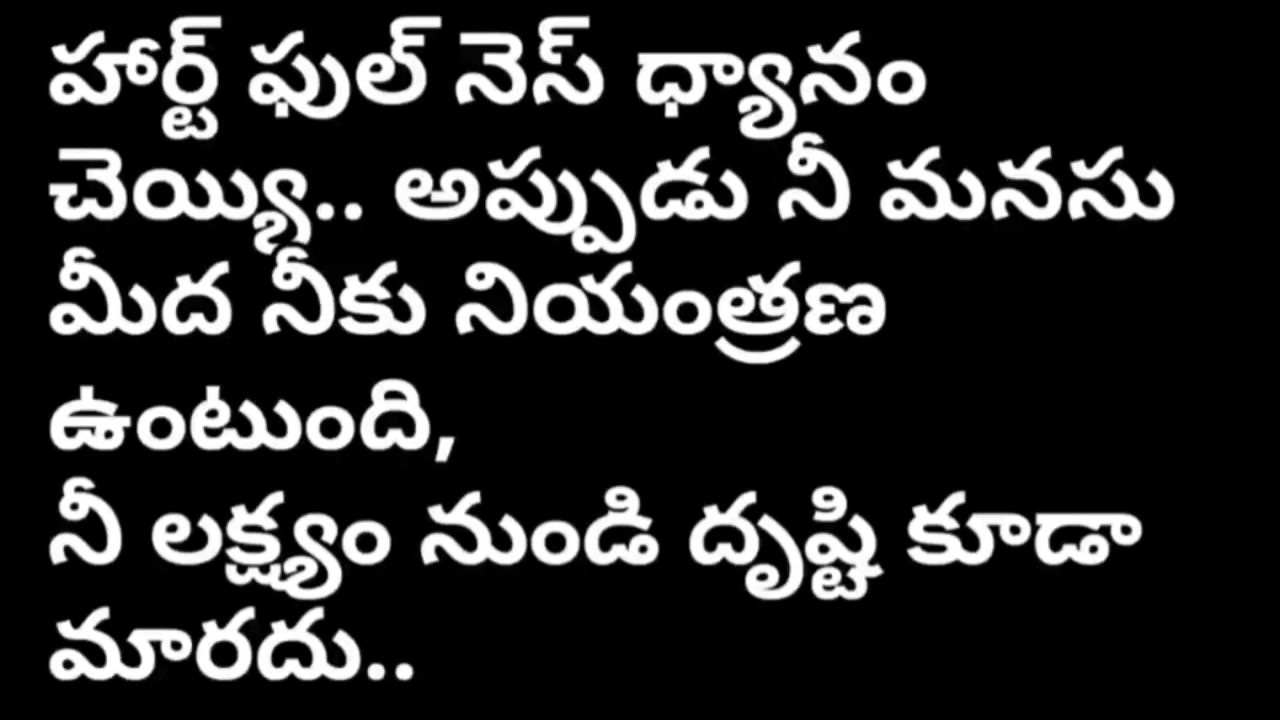 హార్ట్ ఫుల్ నెస్ ధ్యానం
చెయ్యి.. అప్పుడు నీ మనసు
మీద నీకు నియంత్రణ
ఉంటుంది,
నీ లక్ష్యం నుండి దృష్టి కూడా
మారదు..